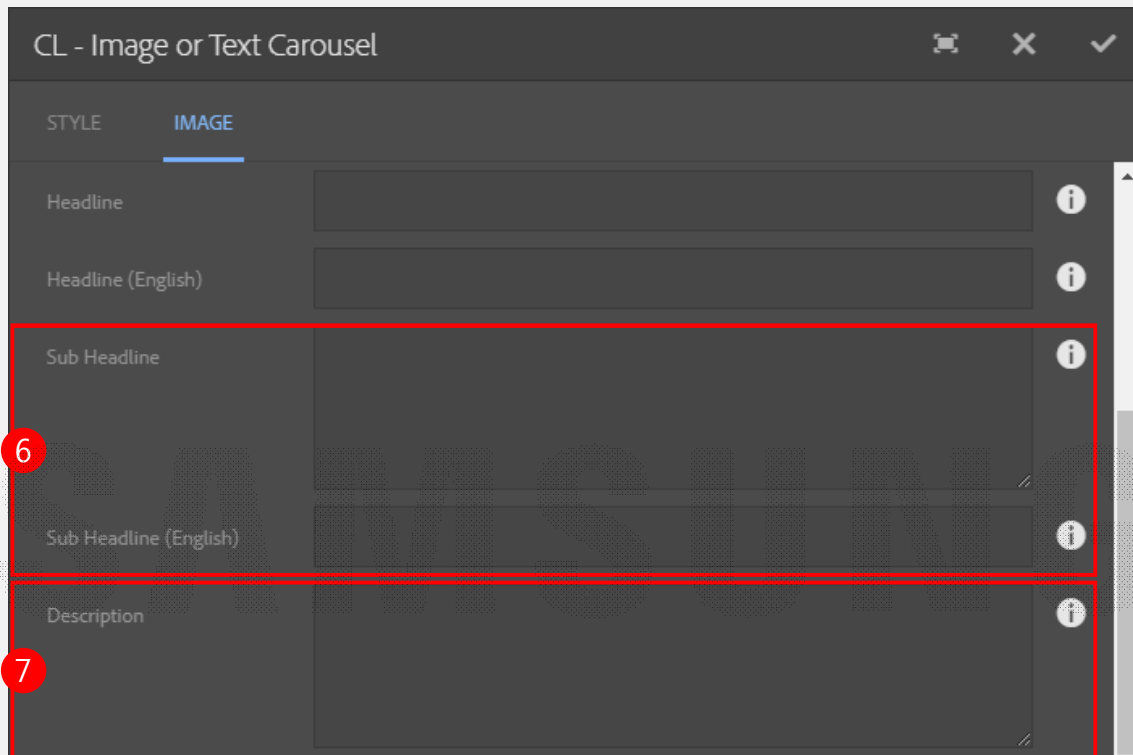 CL - Image or Text Carousel
STYLE IMAGE
Headline
Headline (English)
Sub Headline
6
SAMSUNG
Sub Headline (English)
Description
7